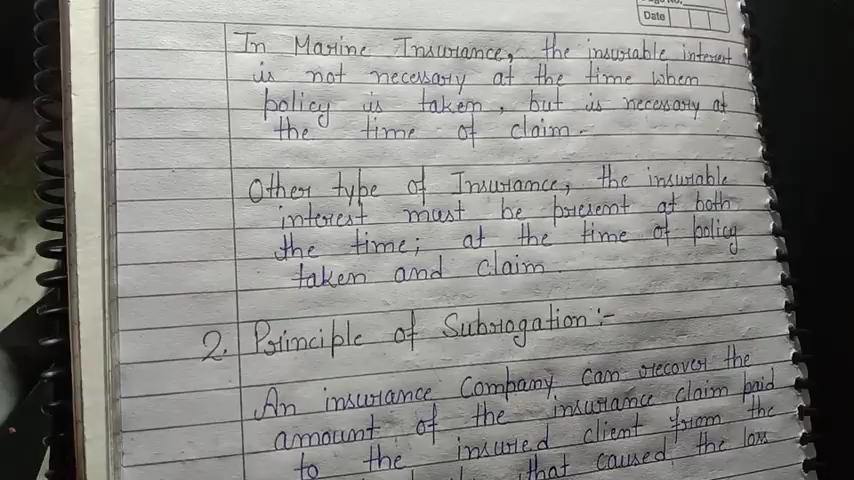 Date
In Marine Insurance, the insurable interest
is not necessary at the time when
policy is taken, but is necessary at
the time of claim.
Other type of Insurance, the insurable
interest must be present at both
the time; at the time of policy
taken and claim.
2. Principle of Subrogation :-
An insurance Company can recover the
amount of the insurance claim paid
to the insured client from the
that caused the loss